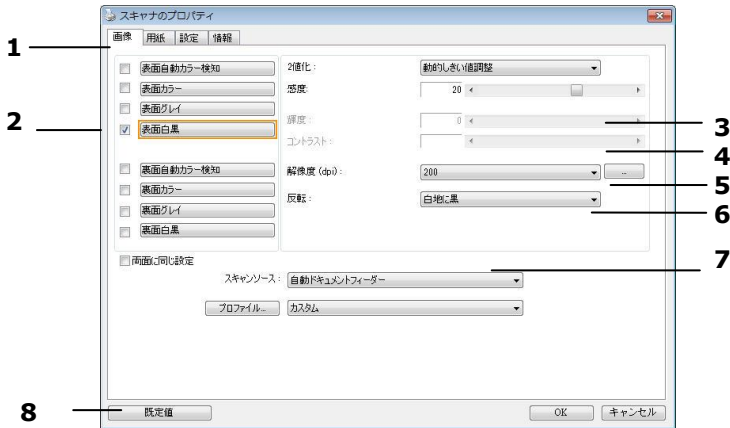 スキャナのプロパティ
画像 用紙 設定 情報
1
表面自動カラー検知 2値化: 動的しきい値調整
表面カラー 感度: 20
2
表面グレイ
表面白黒 輝度: 0
3
コントラスト:
4
裏面自動カラー検知 解像度 (dpi): 200 ...
5
裏面カラー
反転: 白地に黒
6
裏面グレイ
裏面白黒
両面に同じ設定
7
スキャンソース: 自動ドキュメントフィーダー
プロファイル... カスタム
8
既定値 OK キャンセル